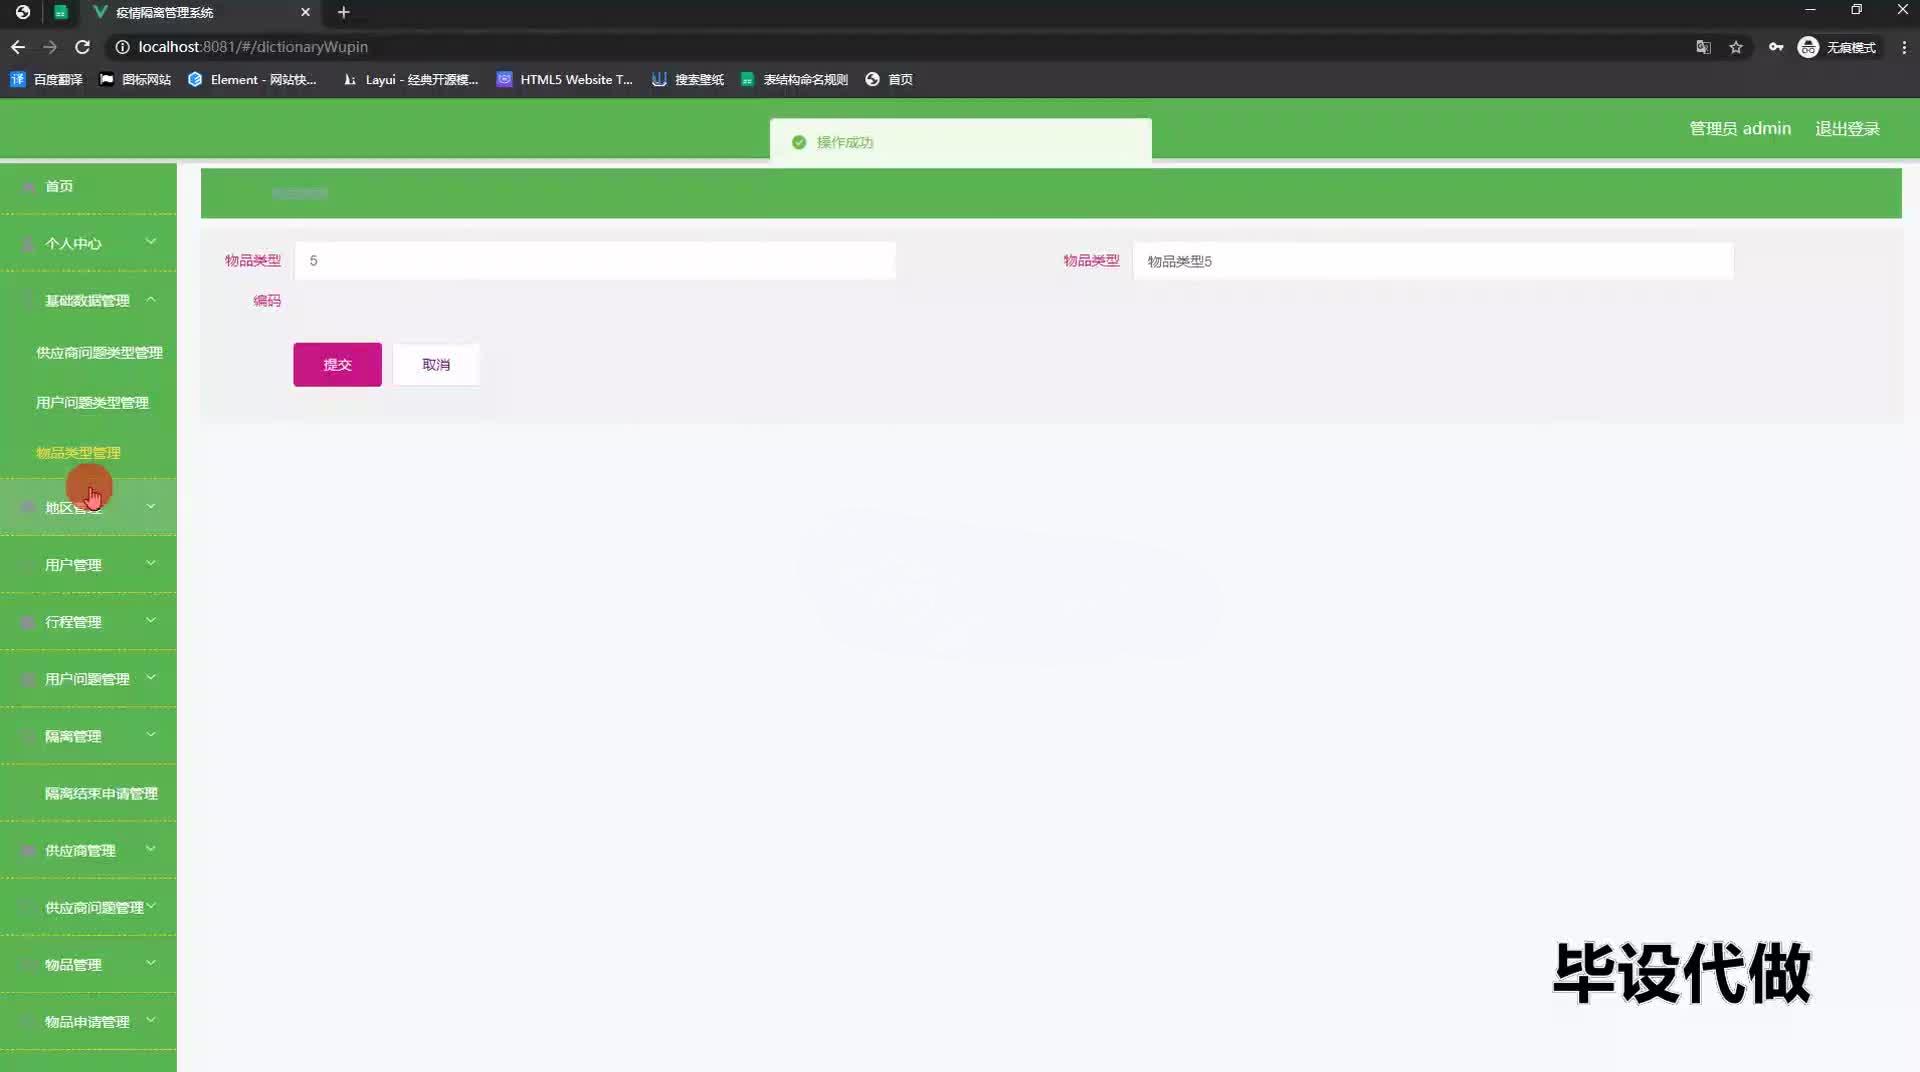 疫情隔离管理系统
localhost:8081/#/dictionaryWupin
无痕模式
百度翻译
图标网站
Element - 网站快...
Layui - 经典开源模...
HTML5 Website T...
搜索壁纸
表结构命名规则
首页
管理员 admin
退出登录
操作成功
首页
个人中心
基础数据管理
供应商问题类型管理
用户问题类型管理
物品类型管理
地区管理
用户管理
行程管理
用户问题管理
隔离管理
隔离结束申请管理
供应商管理
供应商问题管理
物品管理
物品申请管理
物品类型
编码
5
物品类型
物品类型5
提交
取消
毕设代做